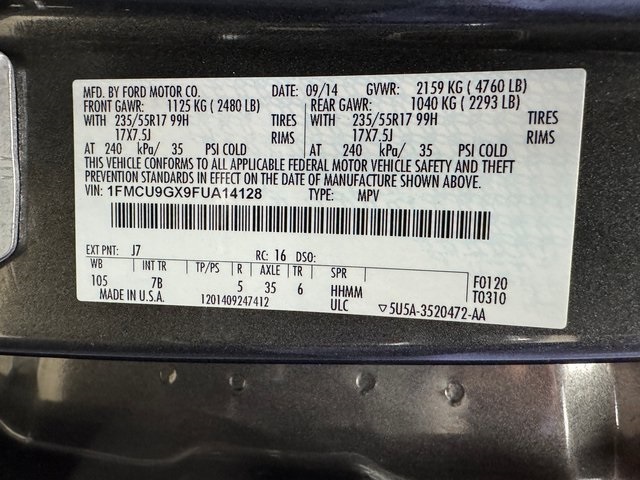 MFD. BY FORD MOTOR CO. DATE: 09/14 GVWR: 2159 KG ( 4760 LB)
FRONT GAWR: 1125 KG ( 2480 LB) REAR GAWR: 1040 KG ( 2293 LB)
WITH 235/55R17 99H TIRES WITH 235/55R17 99H TIRES
17X7.5J RIMS 17X7.5J RIMS
AT 240 kPa/ 35 PSI COLD AT 240 kPa/ 35 PSI COLD
THIS VEHICLE CONFORMS TO ALL APPLICABLE FEDERAL MOTOR VEHICLE SAFETY AND THEFT
PREVENTION STANDARDS IN EFFECT ON THE DATE OF MANUFACTURE SHOWN ABOVE.
VIN: 1FMCU9GX9FUA14128 TYPE: MPV
EXT PNT: J7 RC: 16 DSO:
WB INT TR TP/PS R AXLE TR SPR F0120
105 7B 5 35 6 HHMM T0310
MADE IN U.S.A. 1201409247412 ULC ▽5U5A-3520472-AA